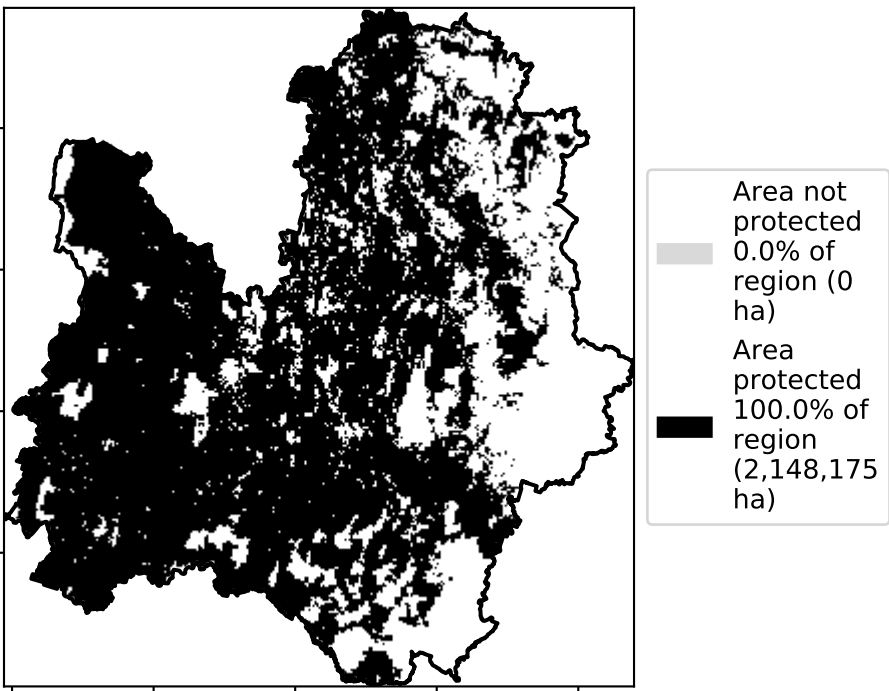 Area not
protected
0.0% of
region (0
ha)
Area
protected
100.0% of
region
(2,148,175
ha)